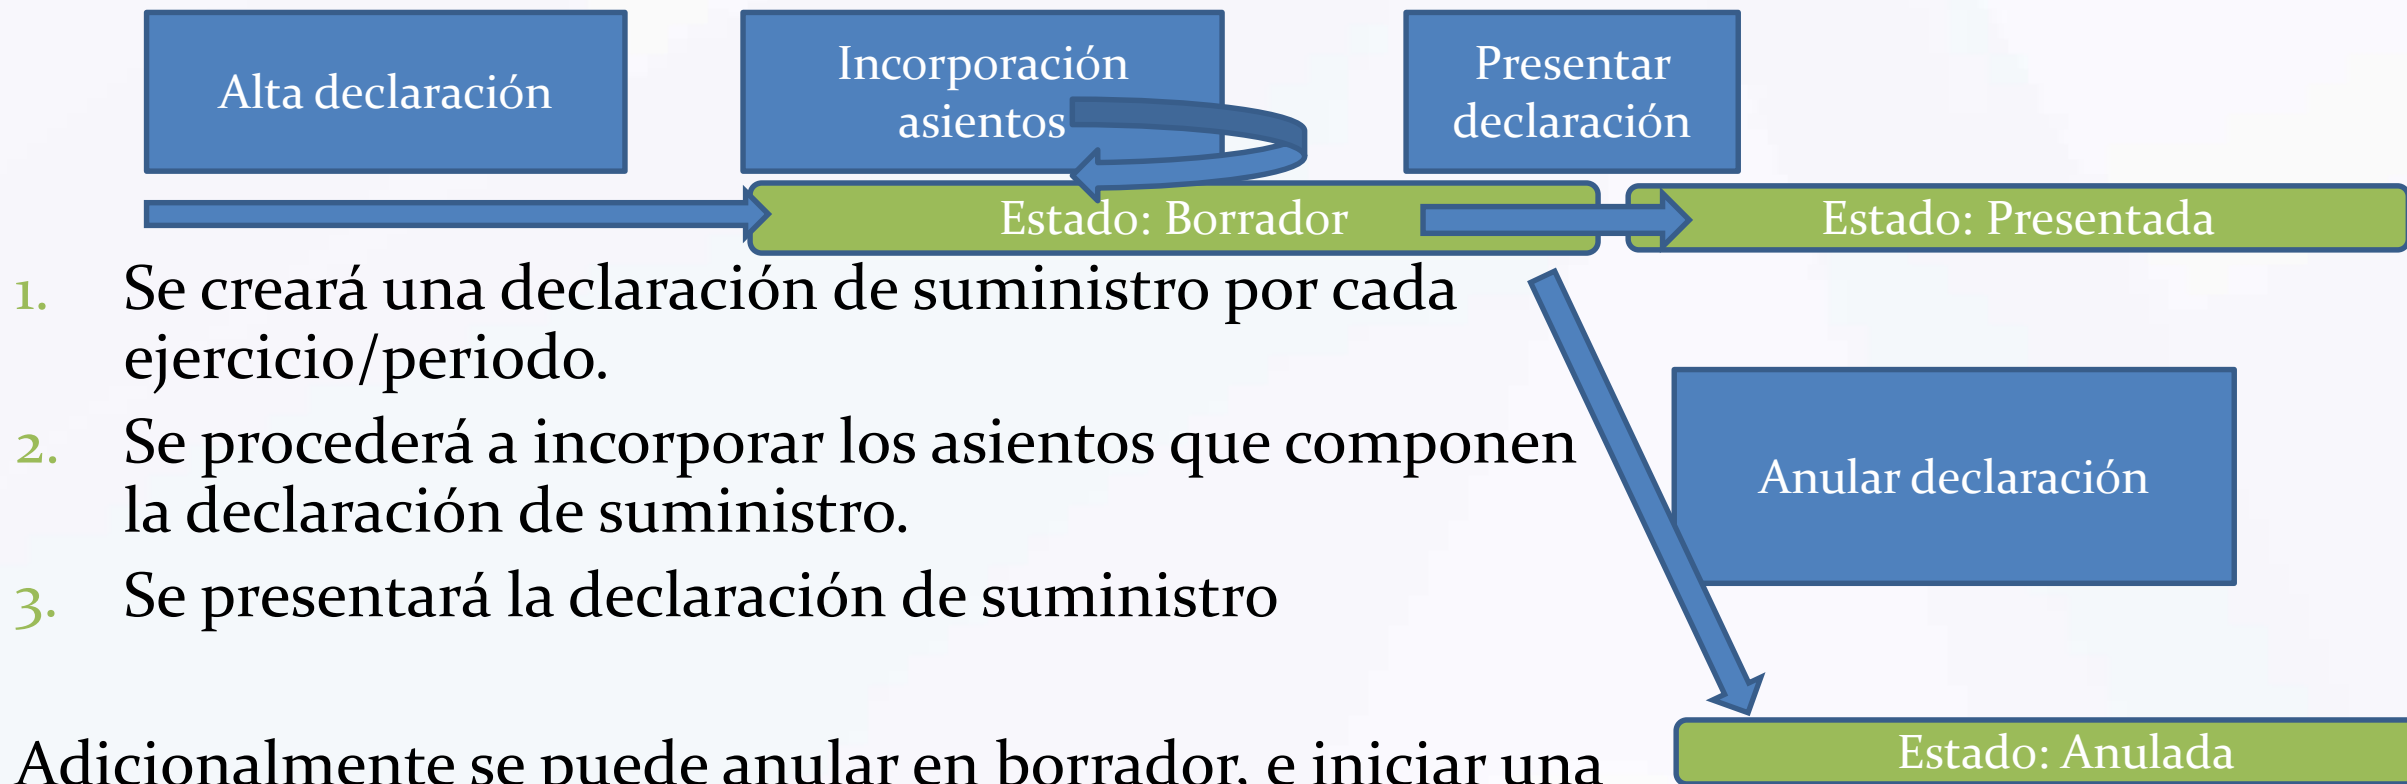 Alta declaración
Incorporación
asientos
Presentar
declaración
Estado: Borrador
Estado: Presentada
1. Se creará una declaración de suministro por cada
ejercicio/periodo.
2. Se procederá a incorporar los asientos que componen
la declaración de suministro.
3. Se presentará la declaración de suministro
Anular declaración
Adicionalmente se puede anular en borrador, e iniciar una
Estado: Anulada